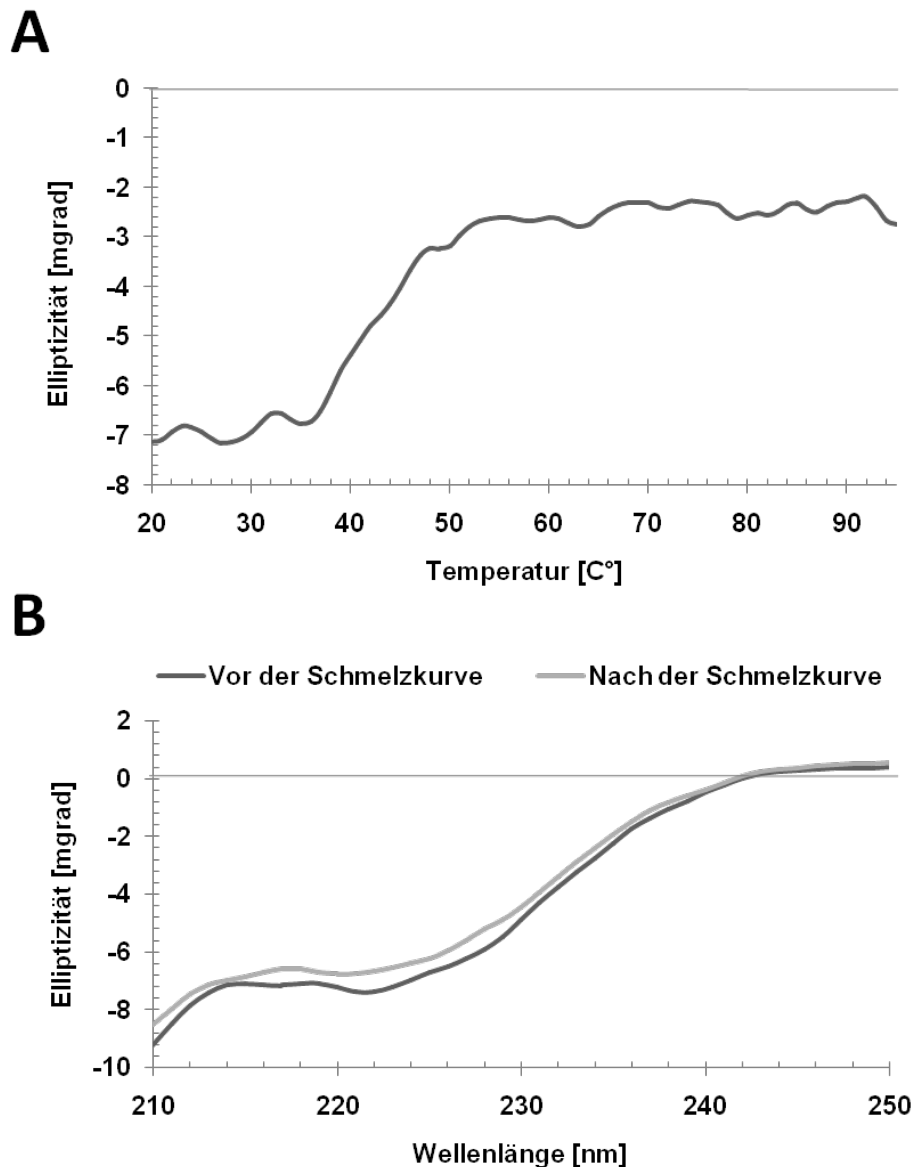 A
0
-1
-2
-3
-4
-5
-6
-7
-8
Elliptizität [mgrad]
20 30 40 50 60 70 80 90
Temperatur [C°]
B
Vor der Schmelzkurve Nach der Schmelzkurve
2
0
-2
-4
-6
-8
-10
Elliptizität [mgrad]
210 220 230 240 250
Wellenlänge [nm]